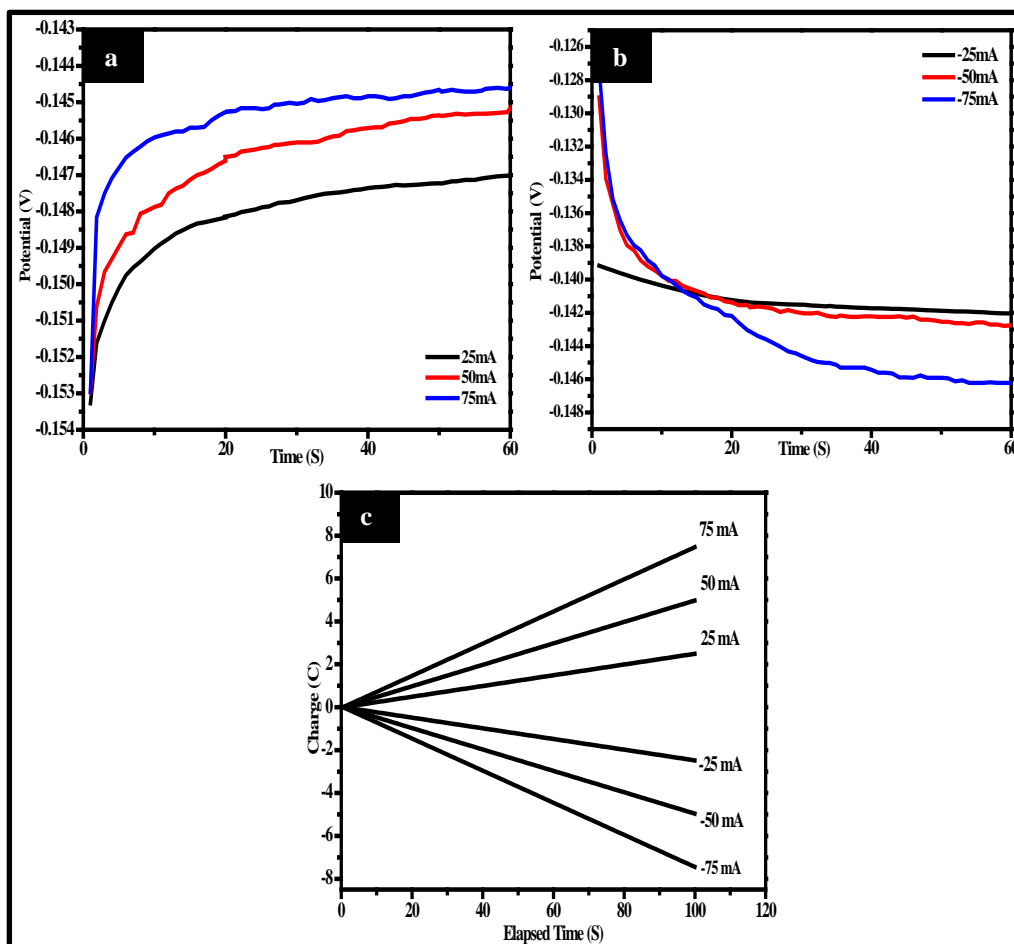 a
-0.143
-0.144
-0.145
-0.146
-0.147
-0.148
-0.149
-0.150
-0.151
-0.152
-0.153
-0.154
Potential (V)
25mA
50mA
75mA
0
20
40
60
Time (S)
b
-0.126
-0.128
-0.130
-0.132
-0.134
-0.136
-0.138
-0.140
-0.142
-0.144
-0.146
-0.148
Potential (V)
-25mA
-50mA
-75mA
0
20
40
60
Time (S)
c
10
8
6
4
2
0
-2
-4
-6
-8
Charge (C)
75 mA
50 mA
25 mA
-25 mA
-50 mA
-75 mA
0
20
40
60
80
100
120
Elapsed Time (S)